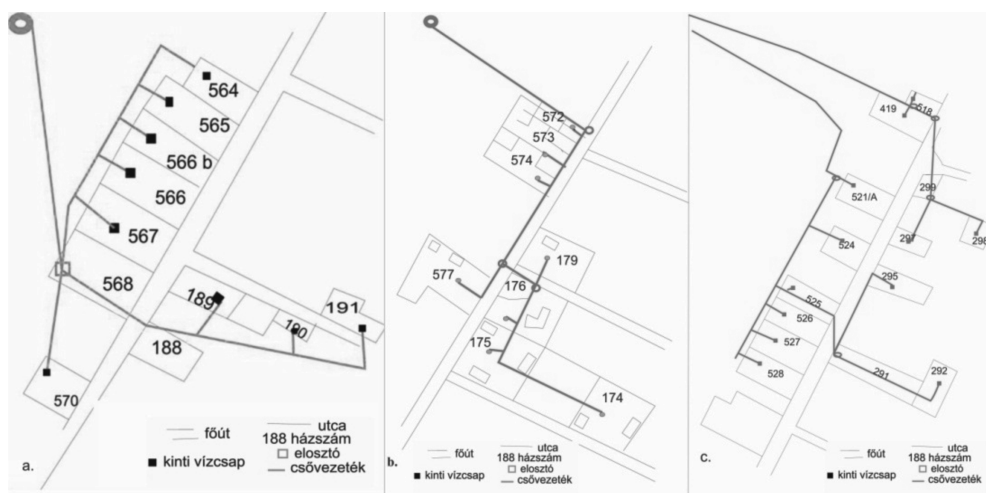 564
565
566 b
566
567
568
189
190
191
188
570
főút
utca
188 házszám
elosztó
kinti vízcsap
csővezeték
a.
572
573
574
577
179
176
175
174
b.
főút
utca
188 házszám
elosztó
kinti vízcsap
csővezeték
419
518
521/A
299
297
298
524
295
525
526
527
528
291
292
c.
főút
utca
188 házszám
elosztó
kinti vízcsap
csővezeték